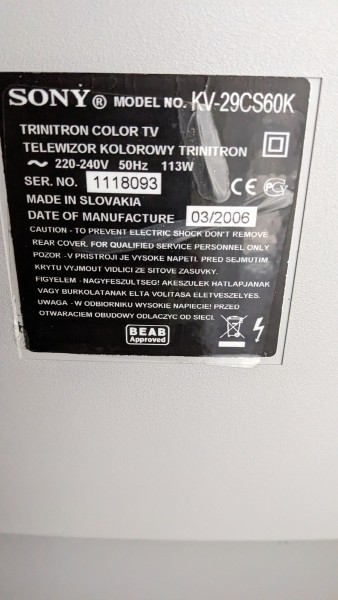 SONY® MODEL NO. KV-29CS60K
TRINITRON COLOR TV
TELEWIZOR KOLOROWY TRINITRON
~ 220-240V 50Hz 113W
SER. NO. 1118093
CE PCT
MADE IN SLOVAKIA
DATE OF MANUFACTURE 03/2006
CAUTION - TO PREVENT ELECTRIC SHOCK DON'T REMOVE
REAR COVER. FOR QUALIFIED SERVICE PERSONNEL ONLY
POZOR - V PRISTROJI JE VYSOKE NAPETI. PRED SEJMUTIM
KRYTU VYJMOUT VIDLICI ZE SITOVE ZASUVKY.
FIGYELEM - NAGYFESZULTSEG! AKESZULEK HATLAPJANAK
VAGY BURKOLATANAK ELTA VOLITASA ELETVESZELYES.
UWAGA - W ODBIORNIKU WYSOKIE NAPIECIE! PRZED
OTWARCIEM OBUDOWY ODLACZYC OD SIECI.
BEAB
Approved